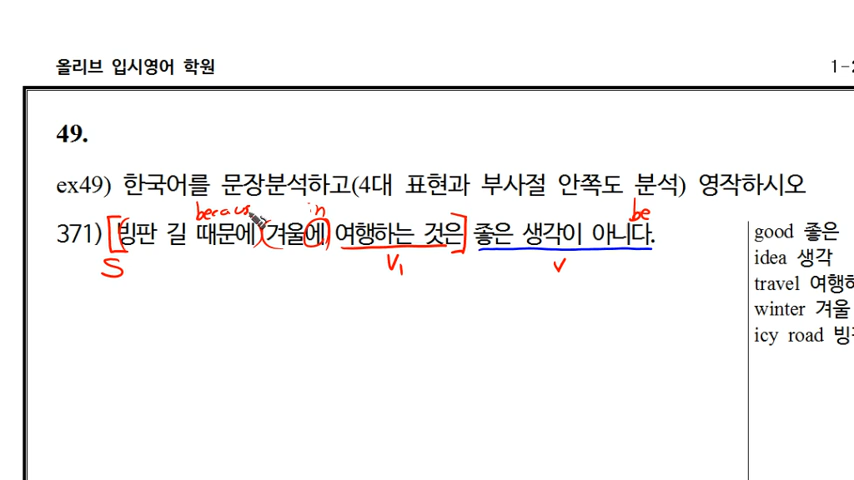 올리브 입시영어 학원
49.
ex49) 한국어를 문장분석하고(4대 표현과 부사절 안쪽도 분석) 영작하시오
becaus in be
371) 빙판 길 때문에 겨울에 여행하는 것은 좋은 생각이 아니다.
S V₁ v
good 좋은
idea 생각
travel 여행하
winter 겨울
icy road 빙